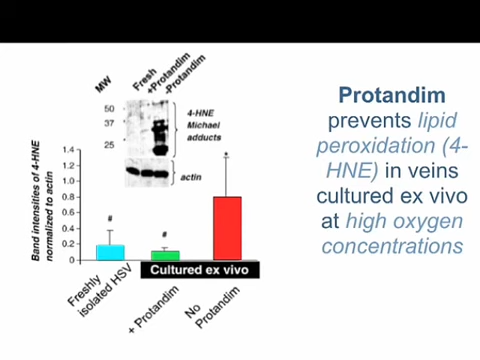 MW
Fresh
+Protandim
-Protandim
50
37
25
4-HNE
Michael
adducts
actin
Band intensities of 4-HNE
normalized to actin
1.4
1.2
1.0
0.8
0.6
0.4
0.2
0
#
#
*
Cultured ex vivo
Freshly
isolated HSV
+ Protandim
No
Protandim
Protandim
prevents lipid
peroxidation (4-
HNE) in veins
cultured ex vivo
at high oxygen
concentrations